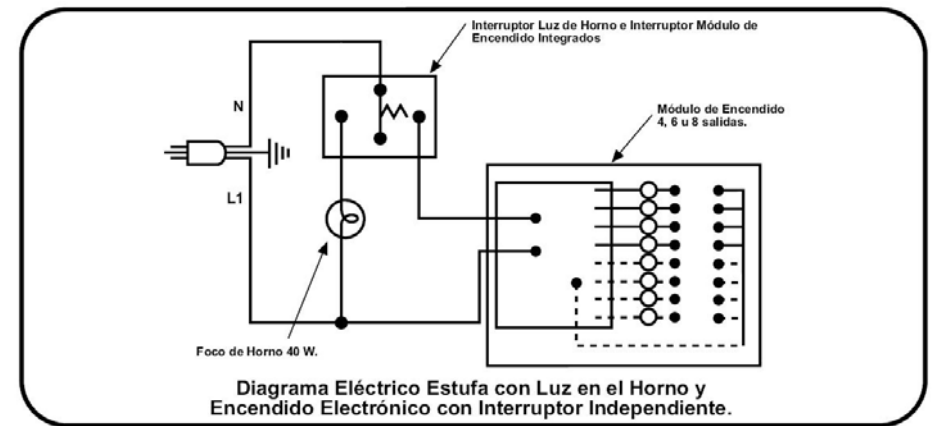 Interruptor Luz de Horno e Interruptor Módulo de
Encendido Integrados
N
Módulo de Encendido
4, 6 u 8 salidas.
L1
Foco de Horno 40 W.
Diagrama Eléctrico Estufa con Luz en el Horno y
Encendido Electrónico con Interruptor Independiente.